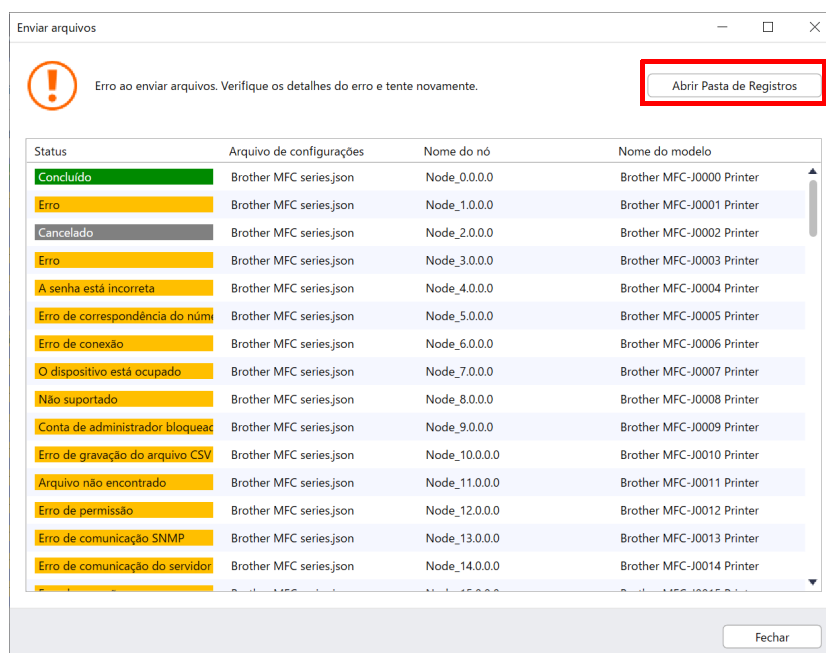 Enviar arquivos
Erro ao enviar arquivos. Verifique os detalhes do erro e tente novamente. Abrir Pasta de Registros
Status Arquivo de configurações Nome do nó Nome do modelo
Concluído Brother MFC series.json Node_0.0.0.0 Brother MFC-J0000 Printer
Erro Brother MFC series.json Node_1.0.0.0 Brother MFC-J0001 Printer
Cancelado Brother MFC series.json Node_2.0.0.0 Brother MFC-J0002 Printer
Erro Brother MFC series.json Node_3.0.0.0 Brother MFC-J0003 Printer
A senha está incorreta Brother MFC series.json Node_4.0.0.0 Brother MFC-J0004 Printer
Erro de correspondência do núme Brother MFC series.json Node_5.0.0.0 Brother MFC-J0005 Printer
Erro de conexão Brother MFC series.json Node_6.0.0.0 Brother MFC-J0006 Printer
O dispositivo está ocupado Brother MFC series.json Node_7.0.0.0 Brother MFC-J0007 Printer
Não suportado Brother MFC series.json Node_8.0.0.0 Brother MFC-J0008 Printer
Conta de administrador bloqueac Brother MFC series.json Node_9.0.0.0 Brother MFC-J0009 Printer
Erro de gravação do arquivo CSV Brother MFC series.json Node_10.0.0.0 Brother MFC-J0010 Printer
Arquivo não encontrado Brother MFC series.json Node_11.0.0.0 Brother MFC-J0011 Printer
Erro de permissão Brother MFC series.json Node_12.0.0.0 Brother MFC-J0012 Printer
Erro de comunicação SNMP Brother MFC series.json Node_13.0.0.0 Brother MFC-J0013 Printer
Erro de comunicação do servidor Brother MFC series.json Node_14.0.0.0 Brother MFC-J0014 Printer
Fechar